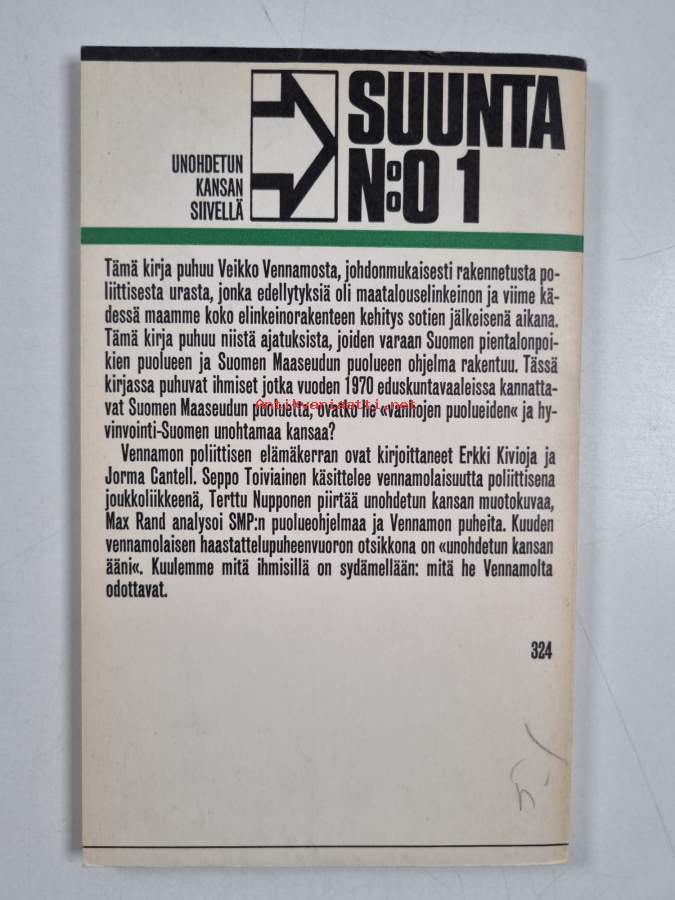 SUUNTA
N:o 1
UNOHDETUN
KANSAN
SIIVELLÄ
Tämä kirja puhuu Veikko Vennamosta, johdonmukaisesti rakennetusta po-
liittisesta urasta, jonka edellytyksiä oli maatalouselinkeinon ja viime kä-
dessä maamme koko elinkeinorakenteen kehitys sotien jälkeisenä aikana.
Tämä kirja puhuu niistä ajatuksista, joiden varaan Suomen pientalonpoi-
kien puolueen ja Suomen Maaseudun puolueen ohjelma rakentuu. Tässä
kirjassa puhuvat ihmiset jotka vuoden 1970 eduskuntavaaleissa kannatta-
vat Suomen Maaseudun puoluetta, ovatko he «vanhojen puolueiden« ja hy-
Antikvariaatti.net
vinvointi-Suomen unohtamaa kansaa?
Vennamon poliittisen elämäkerran ovat kirjoittaneet Erkki Kivioja ja
Jorma Cantell. Seppo Toiviainen käsittelee vennamolaisuutta poliittisena
joukkoliikkeenä, Terttu Nupponen piirtää unohdetun kansan muotokuvaa,
Max Rand analysoi SMP:n puolueohjelmaa ja Vennamon puheita. Kuuden
vennamolaisen haastattelupuheenvuoron otsikkona on «unohdetun kansan
ääni«. Kuulemme mitä ihmisillä on sydämellään: mitä he Vennamolta
odottavat.
324
5-/